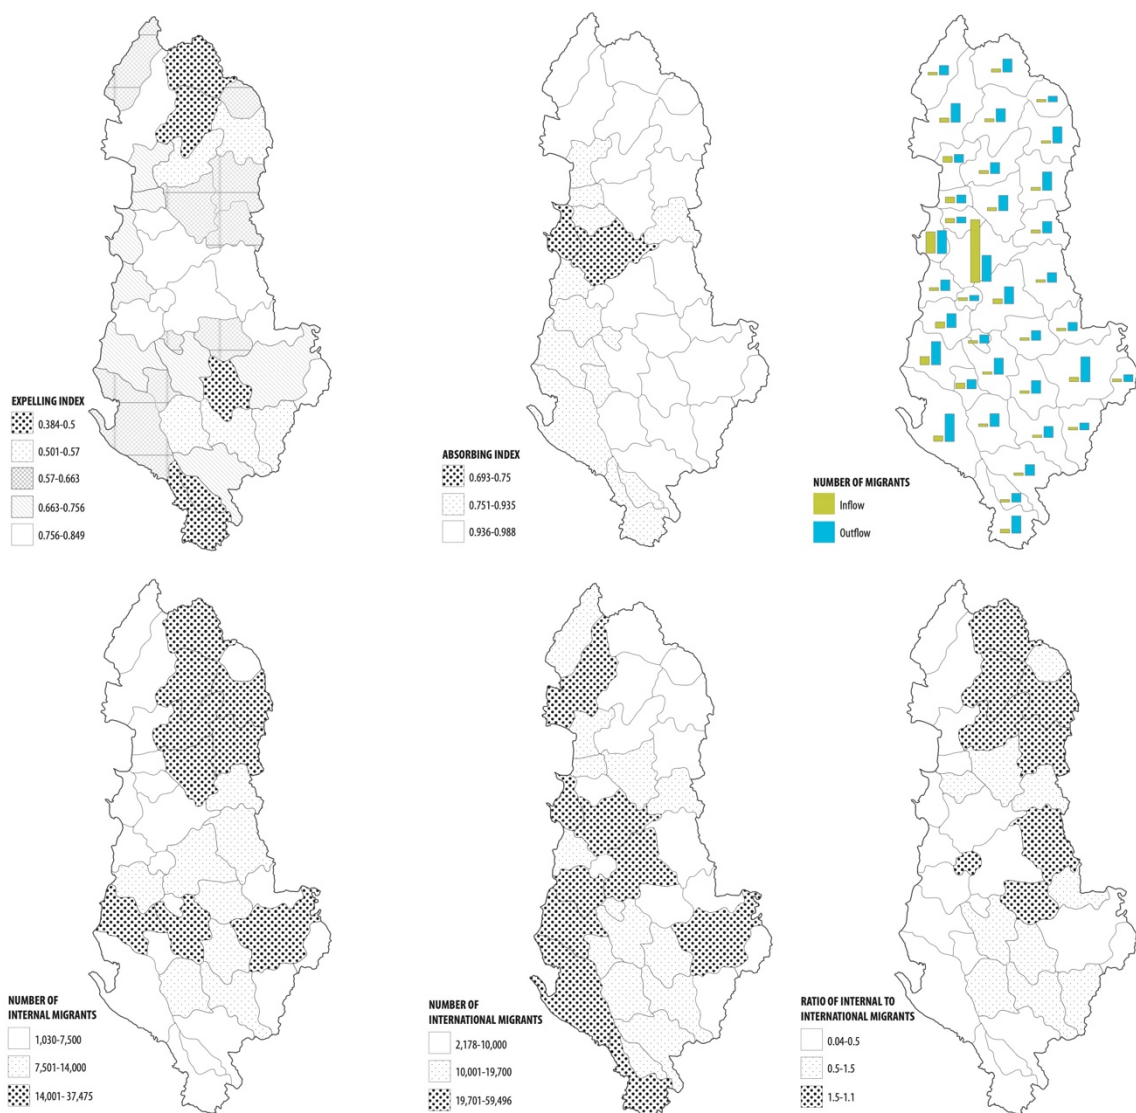 EXPELLING INDEX
0.384-0.5
0.501-0.57
0.57-0.663
0.663-0.756
0.756-0.849
ABSORBING INDEX
0.693-0.75
0.751-0.935
0.936-0.988
NUMBER OF MIGRANTS
Inflow
Outflow
NUMBER OF
INTERNAL MIGRANTS
1,030-7,500
7,501-14,000
14,001- 37,475
NUMBER OF
INTERNATIONAL MIGRANTS
2,178-10,000
10,001-19,700
19,701-59,496
RATIO OF INTERNAL TO
INTERNATIONAL MIGRANTS
0.04-0.5
0.5-1.5
1.5-1.1